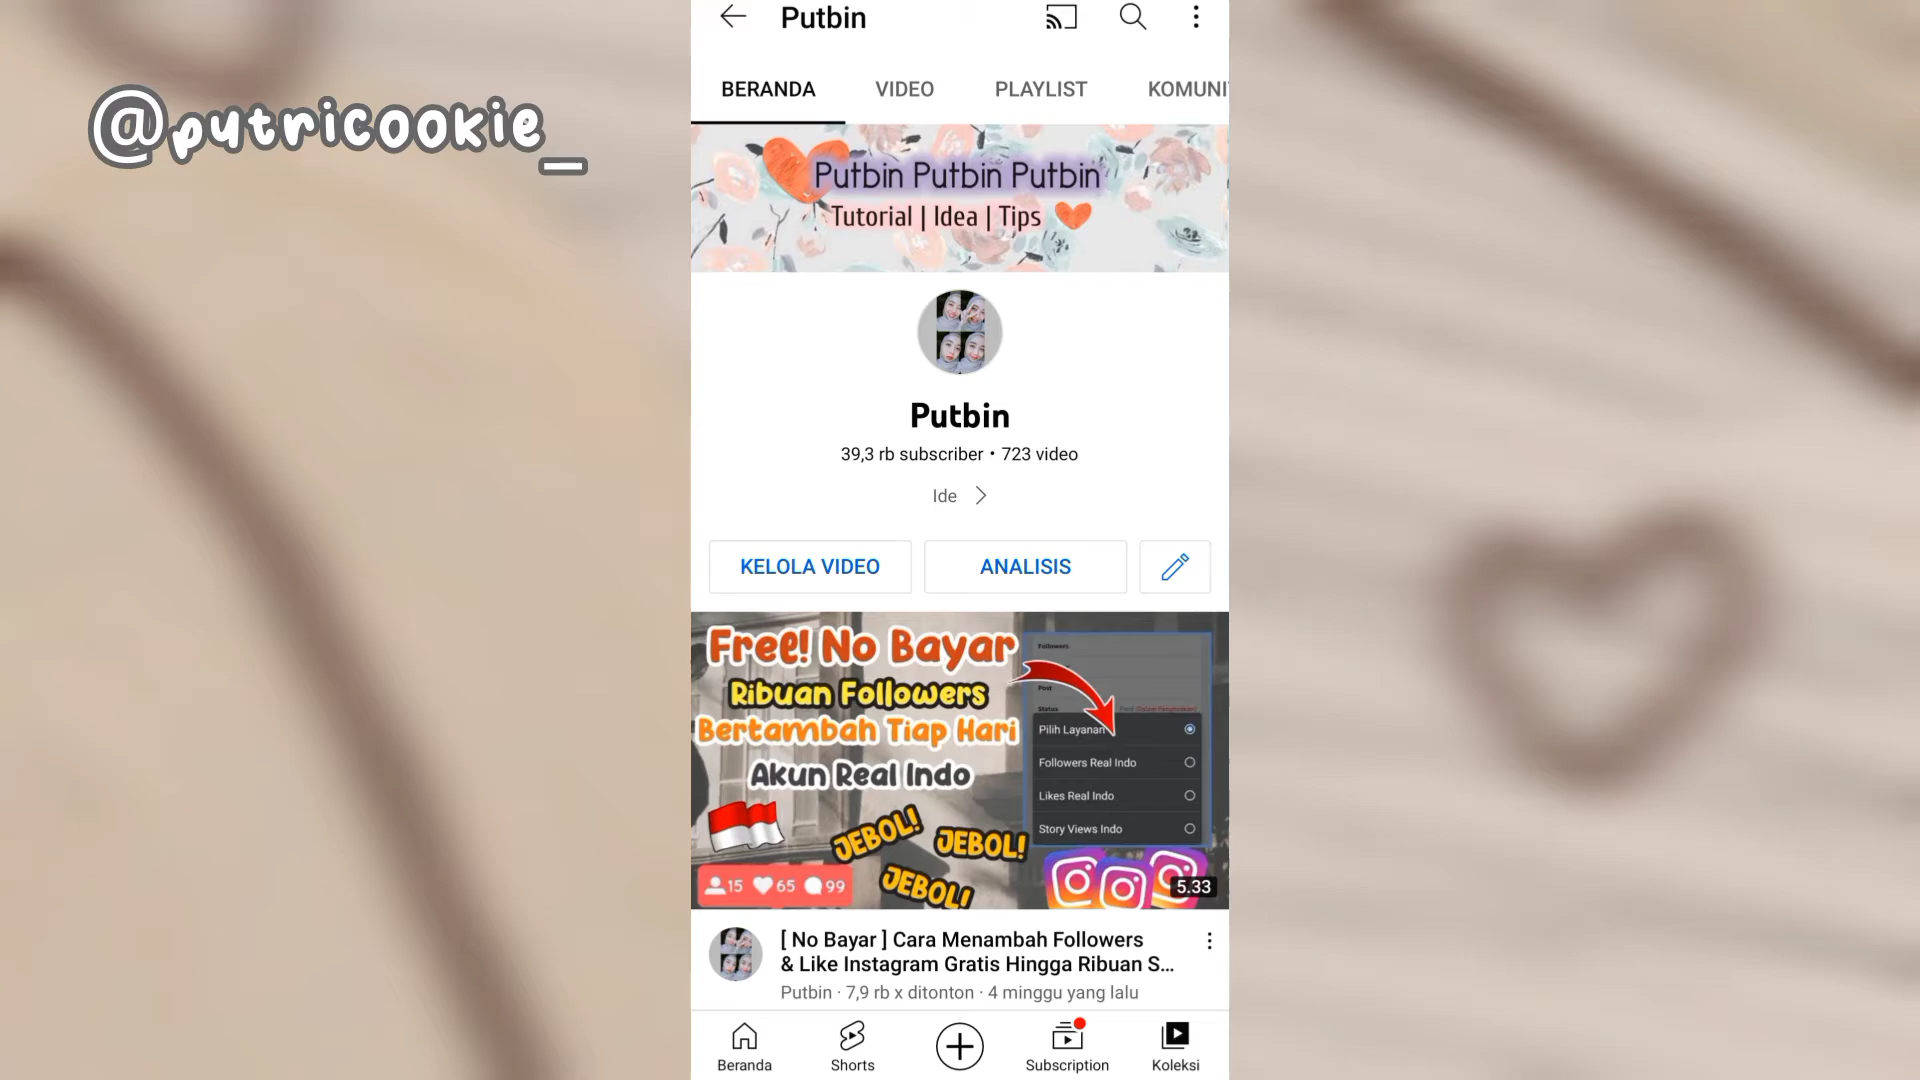 Putbin
@putricookie_
BERANDA VIDEO PLAYLIST KOMUNI
Putbin Putbin Putbin
Tutorial | Idea | Tips
Putbin
39,3 rb subscriber • 723 video
Ide
KELOLA VIDEO ANALISIS
Free! No Bayar
Ribuan Followers
Bertambah Tiap Hari
Akun Real Indo
JEBOL! JEBOL!
JEBOL!
15 65 99
Followers
Post
Status
Pilih Layanan
Followers Real Indo
Likes Real Indo
Story Views Indo
5.33
[ No Bayar ] Cara Menambah Followers
& Like Instagram Gratis Hingga Ribuan S...
Putbin · 7,9 rb x ditonton · 4 minggu yang lalu
Beranda Shorts Subscription Koleksi